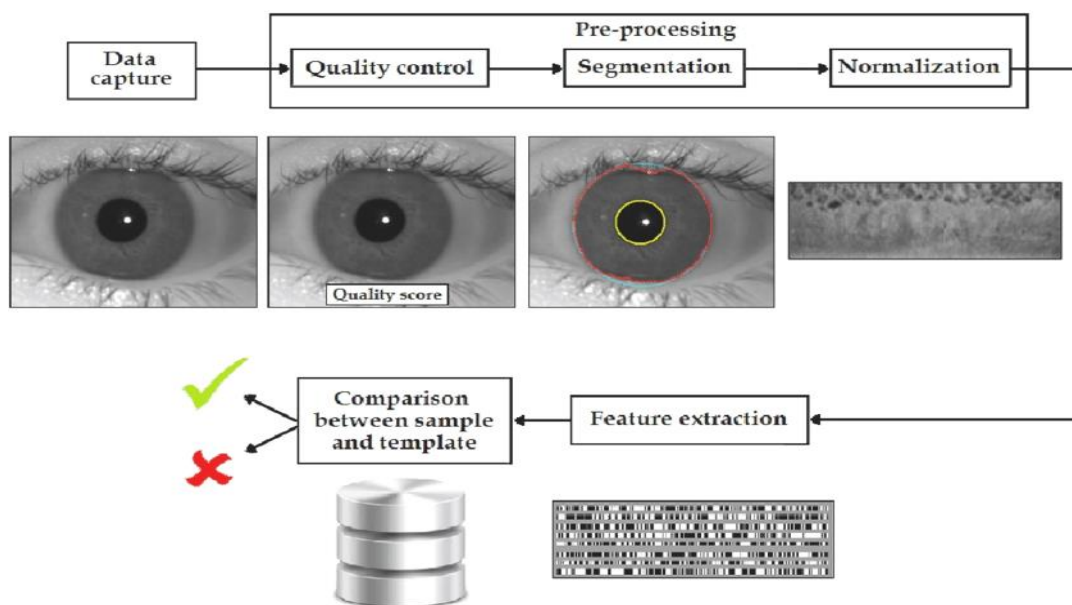 Pre-processing
Data
capture
Quality control
Segmentation
Normalization
Quality score
Comparison
between sample
and template
Feature extraction